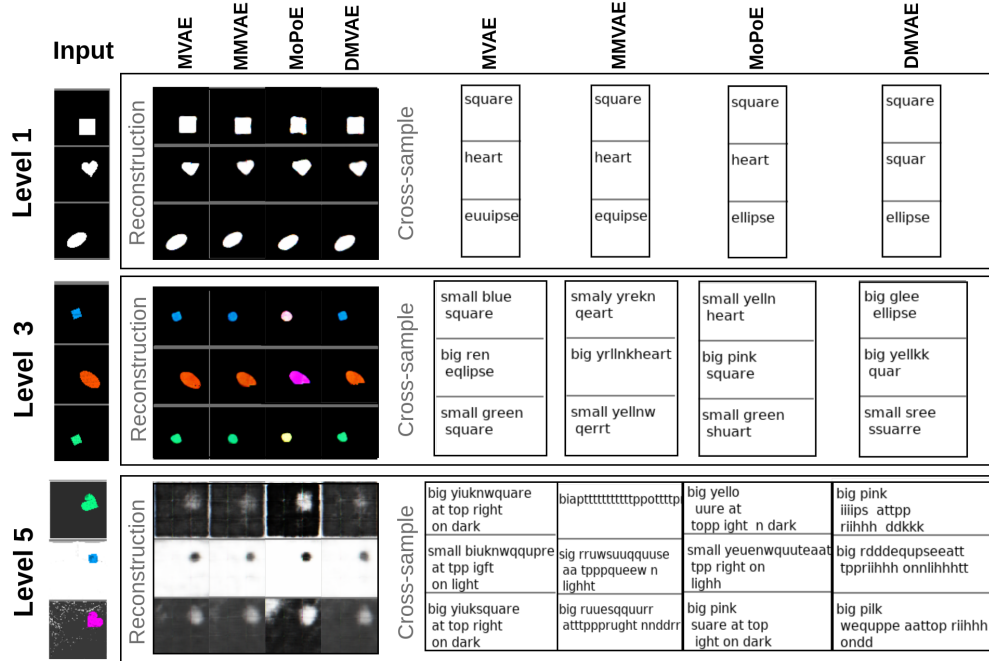 Input
MVAE
MMVAE
MoPoE
DMVAE
MVAE
MMVAE
MoPoE
DMVAE
Level 1
Reconstruction
Cross-sample
square
square
square
square
heart
heart
heart
squar
euuipse
equipse
ellipse
ellipse
Level 3
Reconstruction
Cross-sample
small blue
square
smaly yrekn
qeart
small yelln
heart
big glee
ellipse
big ren
eqlipse
big yrllnkheart
big pink
square
big yellkk
quar
small green
square
small yellnw
qerrt
small green
shuart
small sree
ssuarre
Level 5
Reconstruction
Cross-sample
big yiuknwquare
at top right
on dark
big yello
uure at
topp ight n dark
big pink
iiiips attpp
riihhh ddkkk
small biuknwqqupre
at tpp igft
on light
sig rruwsuuqquuse
aa tpppqueew n
lighht
small yeuenwquuteaat
tpp right on
lighh
big rdddequpseeatt
tppriihhh onnlihhhtt
big yiuksquare
at top right
on dark
big ruuesqquurr
atttppprught nnddrr
big pink
suare at top
ight on dark
big pilk
wequppe aattop riihhh
ondd